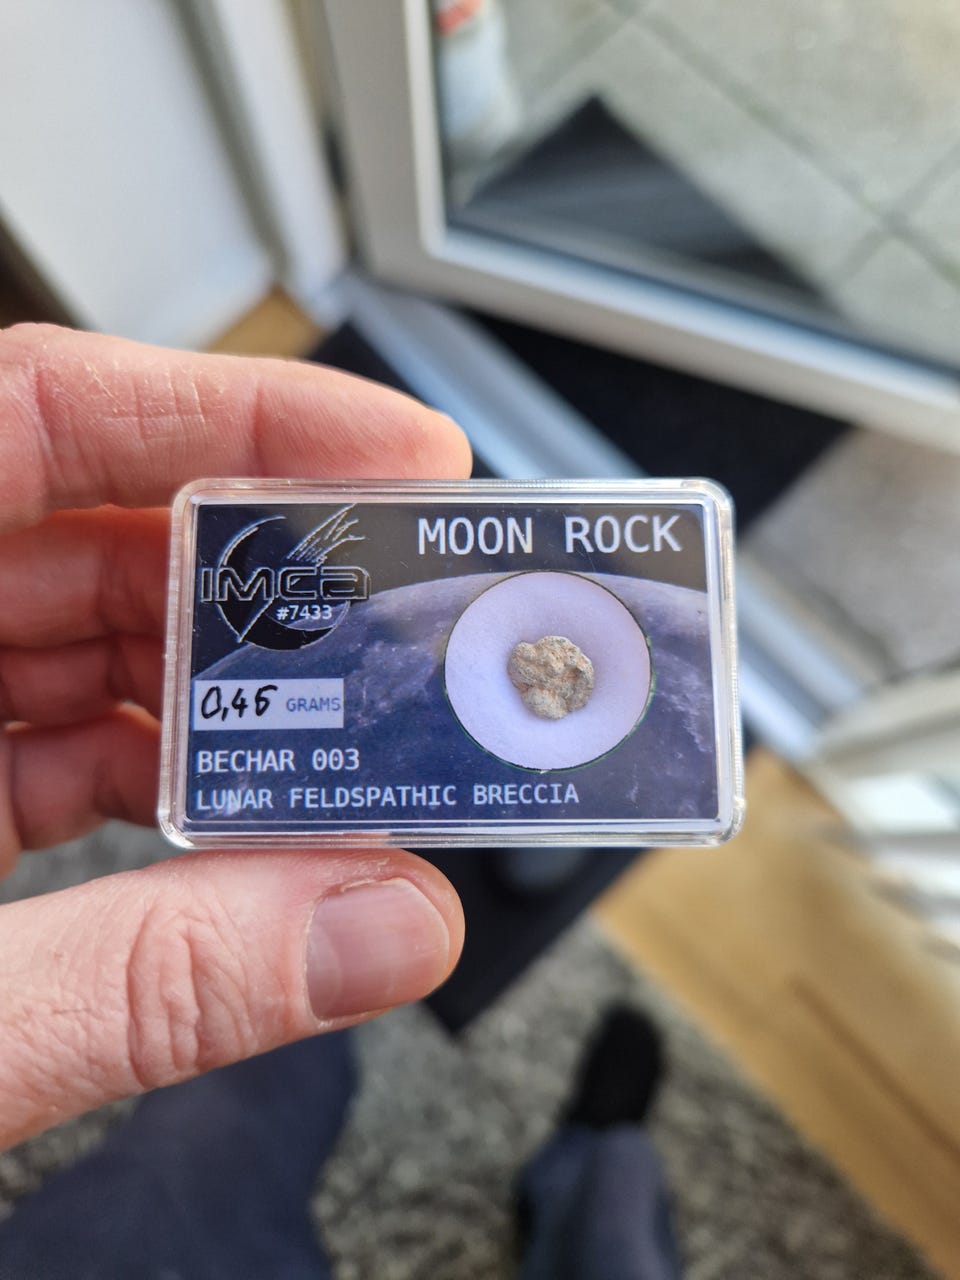 MOON ROCK
IMCA
#7433
0,45 GRAMS
BECHAR 003
LUNAR FELDSPATHIC BRECCIA